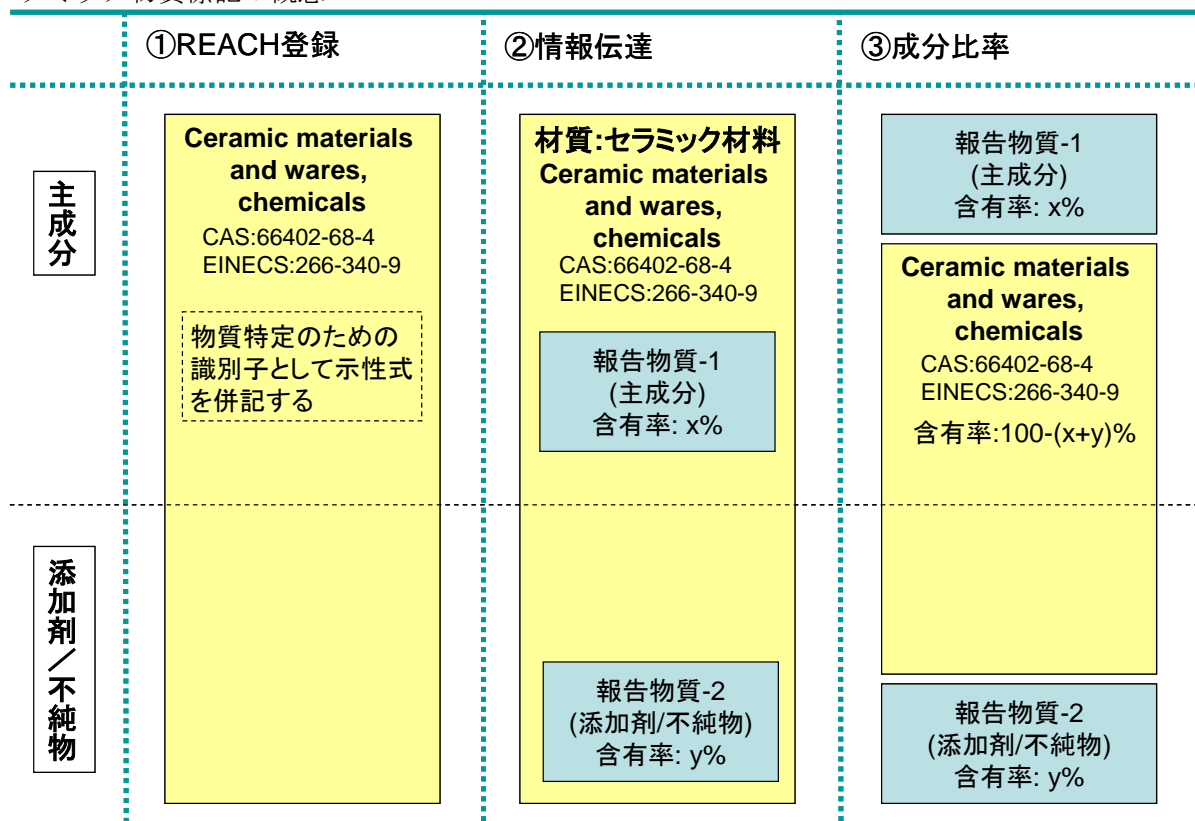 ①REACH登録
②情報伝達
③成分比率
主成分
Ceramic materials
and wares,
chemicals
CAS:66402-68-4
EINECS:266-340-9
物質特定のための
識別子として示性式
を併記する
材質:セラミック材料
Ceramic materials
and wares,
chemicals
CAS:66402-68-4
EINECS:266-340-9
報告物質-1
(主成分)
含有率: x%
報告物質-1
(主成分)
含有率: x%
Ceramic materials
and wares,
chemicals
CAS:66402-68-4
EINECS:266-340-9
含有率:100-(x+y)%
添加剤/不純物
報告物質-2
(添加剤/不純物)
含有率: y%
報告物質-2
(添加剤/不純物)
含有率: y%